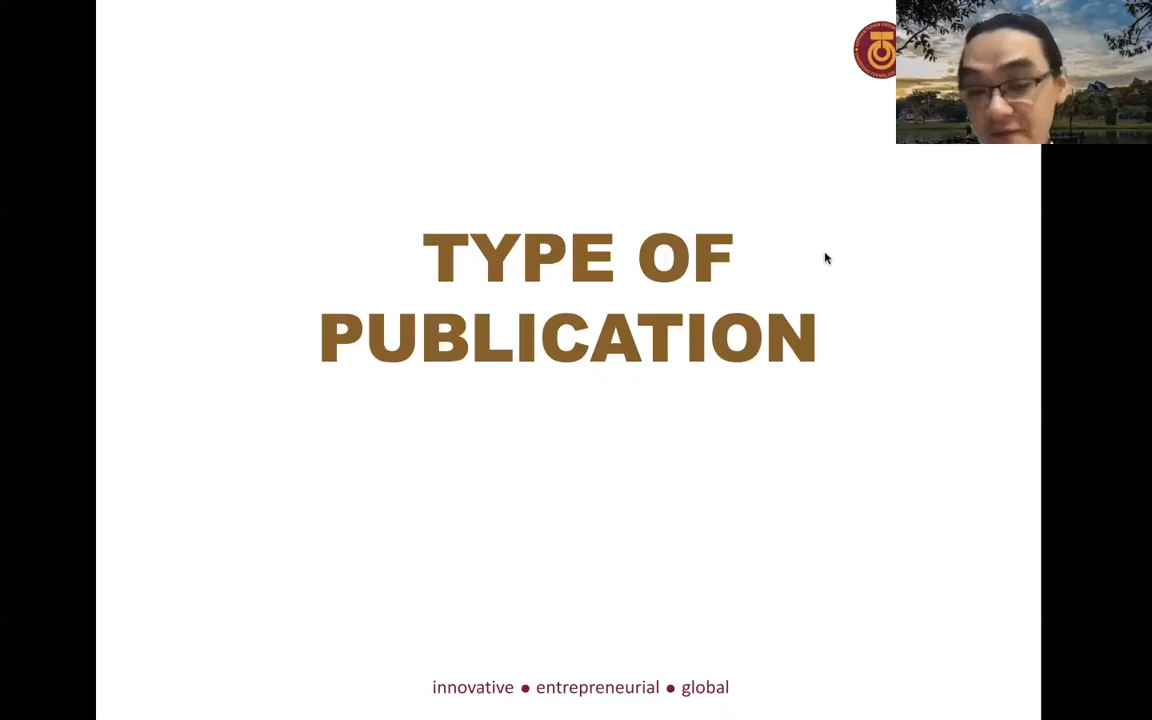 TYPE OF
PUBLICATION
innovative ● entrepreneurial ● global